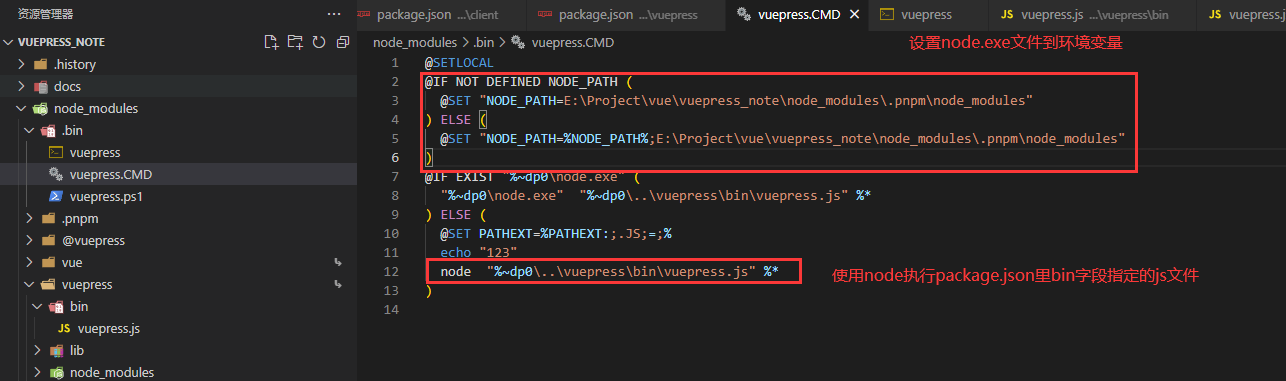 资源管理器
VUEPRESS_NOTE
.history
docs
node_modules
.bin
vuepress
vuepress.CMD
vuepress.ps1
.pnpm
@vuepress
vue
vuepress
bin
JS vuepress.js
lib
node_modules
package.json ...\client
package.json ...\vuepress
vuepress.CMD
vuepress
JS vuepress.js ...\vuepress\bin
JS vuepress.j
node_modules > .bin > vuepress.CMD
设置node.exe文件到环境变量
1 @SETLOCAL
2 @IF NOT DEFINED NODE_PATH (
3 @SET "NODE_PATH=E:\Project\vue\vuepress_note\node_modules\.pnpm\node_modules"
4 ) ELSE (
5 @SET "NODE_PATH=%NODE_PATH%;E:\Project\vue\vuepress_note\node_modules\.pnpm\node_modules"
6 )
7 @IF EXIST "%~dp0\node.exe" (
8 "%~dp0\node.exe"  "%~dp0\..\vuepress\bin\vuepress.js" %*
9 ) ELSE (
10 @SET PATHEXT=%PATHEXT:;.JS;=;%
11 echo "123"
12 node  "%~dp0\..\vuepress\bin\vuepress.js" %*
使用node执行package.json里bin字段指定的js文件
13 )
14